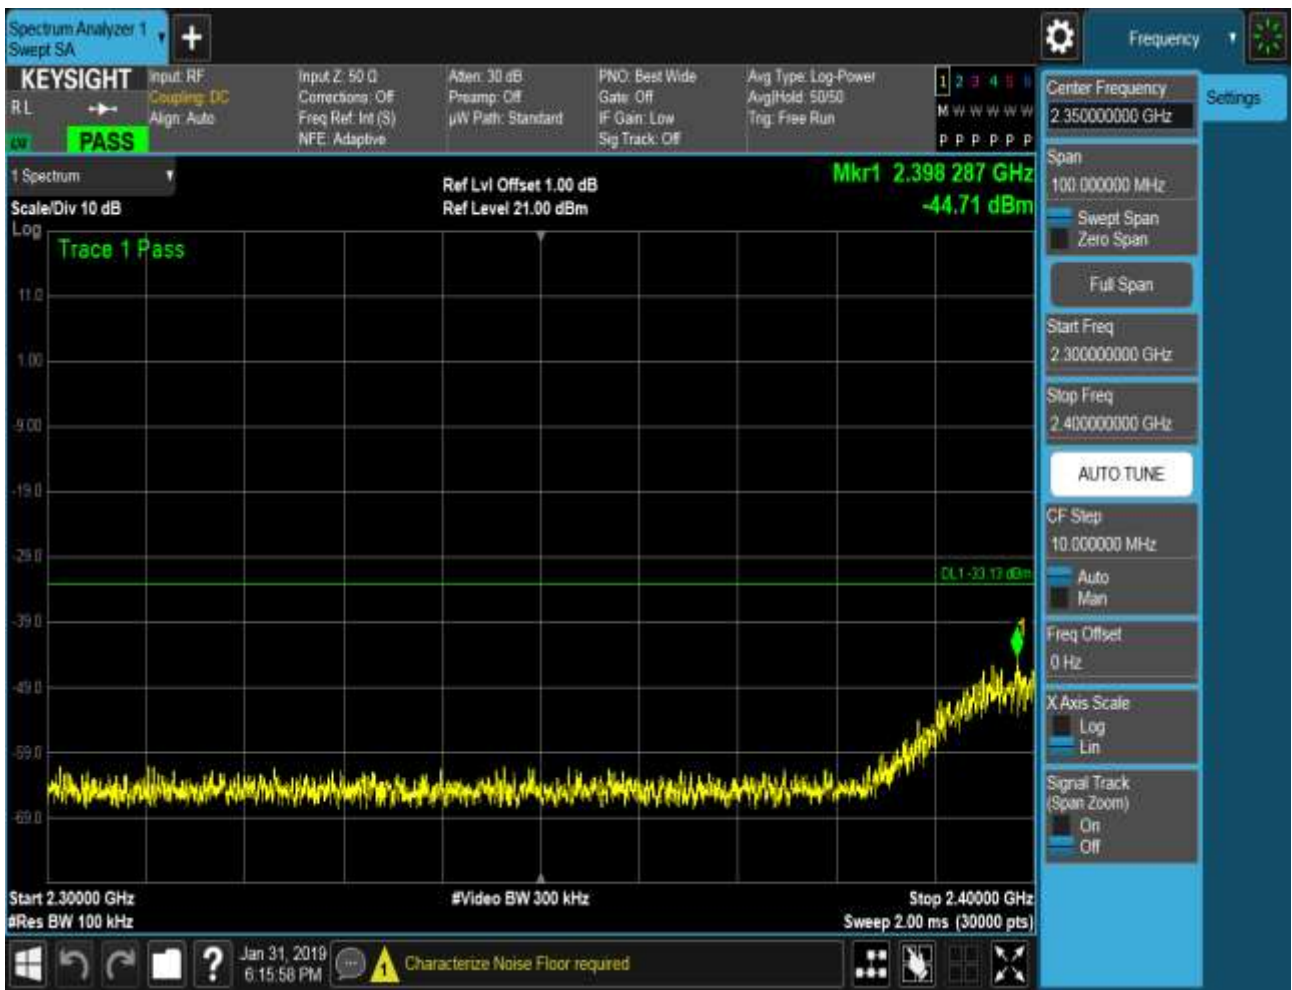 Spectrum Analyzer 1
Swept SA
+
Frequency
KEYSIGHT
R L
PASS
Input: RF
Coupling: DC
Align: Auto
Input Z: 50 Ω
Corrections: Off
Freq Ref: Int (S)
NFE: Adaptive
Atten: 30 dB
Preamp: Off
µW Path: Standard
PNO: Best Wide
Gate: Off
IF Gain: Low
Sig Track: Off
Avg Type: Log-Power
Avg|Hold: 50/50
Trig: Free Run
1 2 3 4 5 6
M W W W W W
P P P P P P
1 Spectrum
Scale/Div 10 dB
Log
Ref Lvl Offset 1.00 dB
Ref Level 21.00 dBm
Mkr1 2.398 287 GHz
-44.71 dBm
Trace 1 Pass
11.0
1.00
-9.00
-19.0
-29.0
-39.0
-49.0
-59.0
-69.0
DL1 -33.13 dBm
1
Start 2.30000 GHz
#Res BW 100 kHz
#Video BW 300 kHz
Stop 2.40000 GHz
Sweep 2.00 ms (30000 pts)
Center Frequency
2.350000000 GHz
Settings
Span
100.000000 MHz
Swept Span
Zero Span
Full Span
Start Freq
2.300000000 GHz
Stop Freq
2.400000000 GHz
AUTO TUNE
CF Step
10.000000 MHz
Auto
Man
Freq Offset
0 Hz
X Axis Scale
Log
Lin
Signal Track
(Span Zoom)
On
Off
?
Jan 31, 2019
6:15:58 PM
1
Characterize Noise Floor required